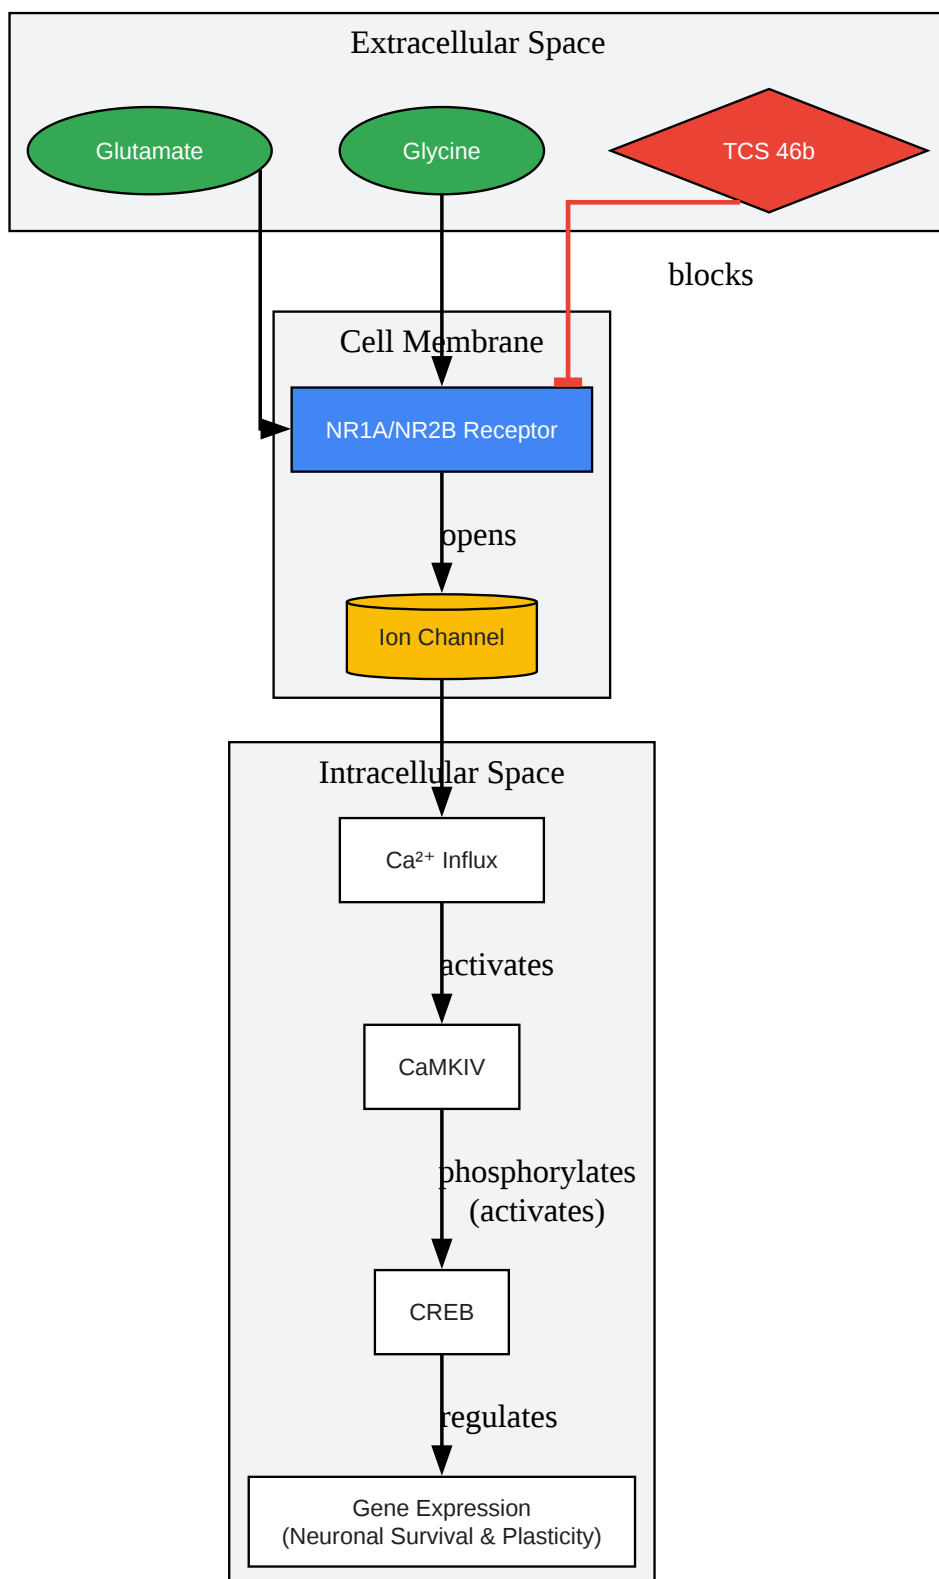 Extracellular Space
Glutamate
Glycine
TCS 46b
blocks
Cell Membrane
NR1A/NR2B Receptor
opens
Ion Channel
Intracellular Space
Ca²⁺ Influx
activates
CaMKIV
phosphorylates
(activates)
CREB
regulates
Gene Expression
(Neuronal Survival & Plasticity)